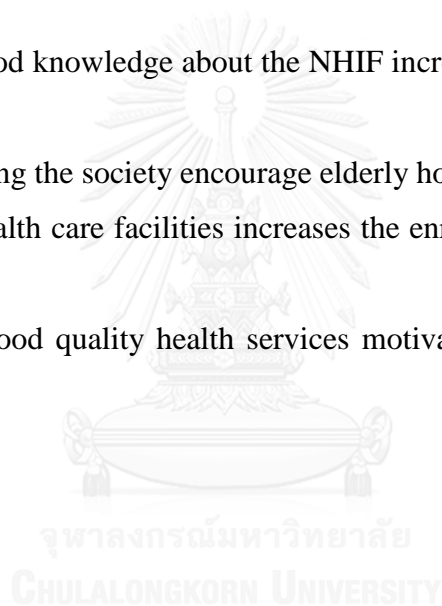 od knowledge about the NHIF incr
ng the society encourage elderly ho
alth care facilities increases the enr
ood quality health services motiva
จุฬาลงกรณ์มหาวิทยาลัย
CHULALONGKORN UNIVERSITY